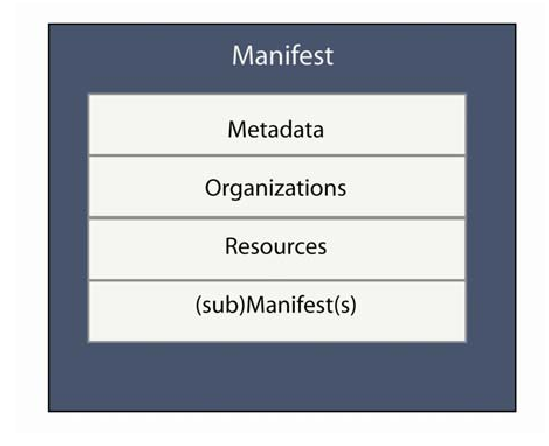 Manifest
Metadata
Organizations
Resources
(sub)Manifest(s)